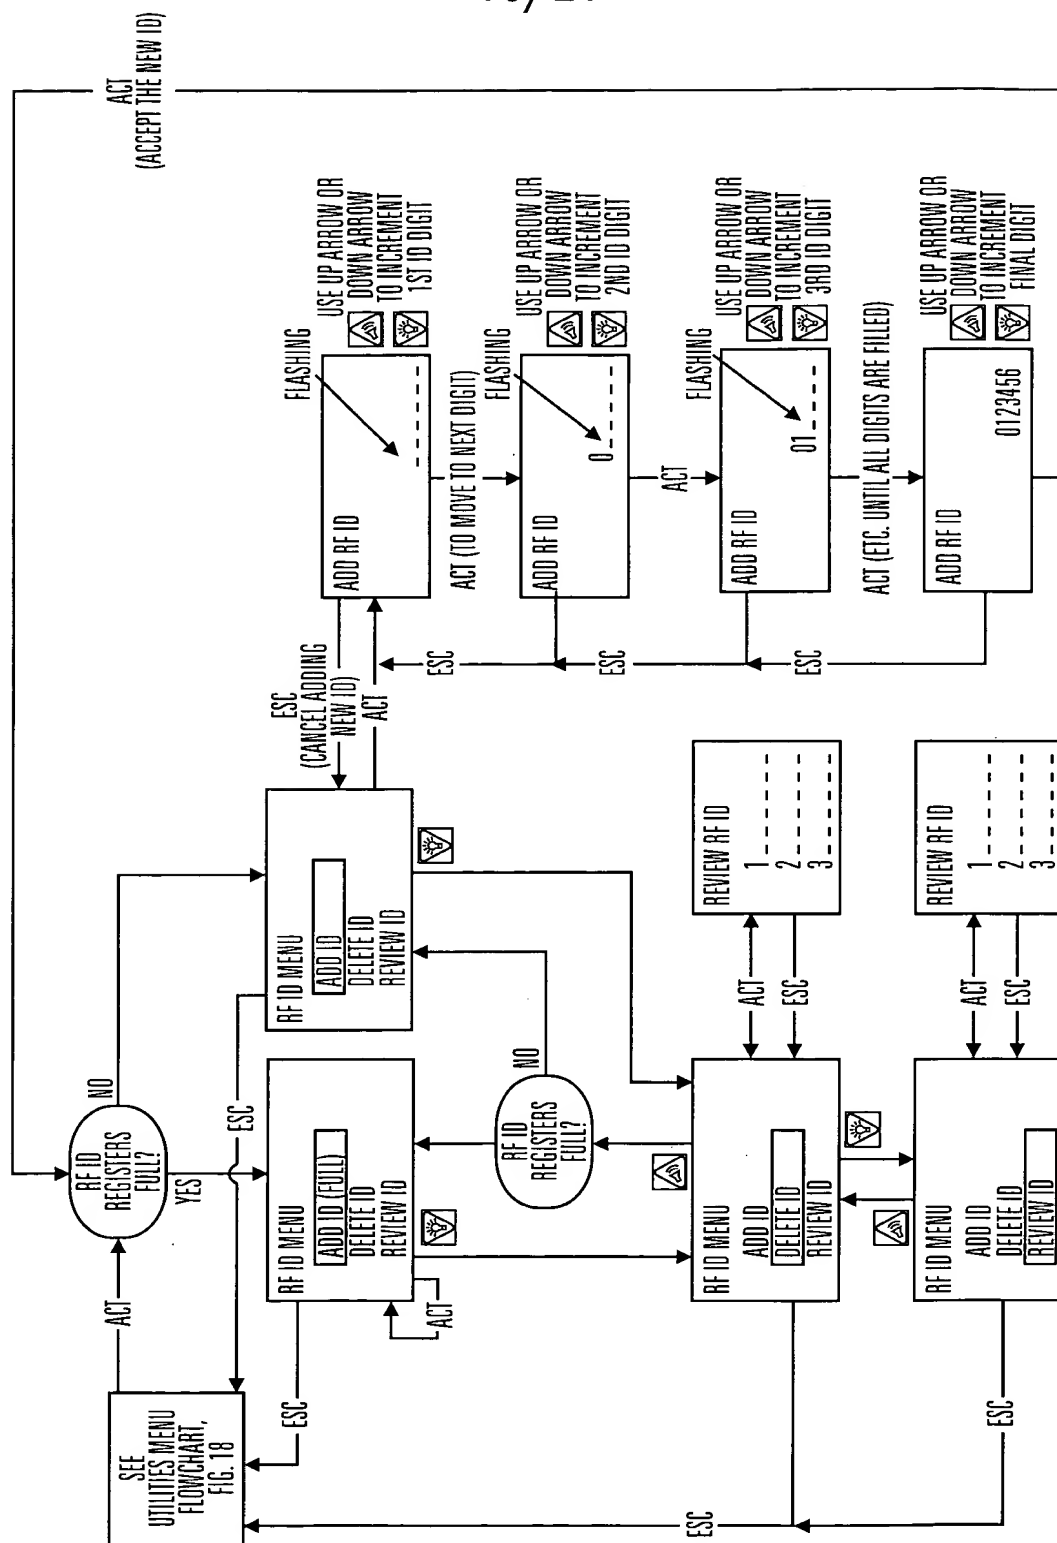 ACT
(ACCEPT THE NEW ID)
SEE
UTILITIES MENU
FLOWCHART,
FIG. 18
ACT
RF ID
REGISTERS
FULL?
YES
NO
ESC
ESC
RF ID MENU
ADD ID (FULL)
DELETE ID
REVIEW ID
ACT
RF ID MENU
ADD ID
DELETE ID
REVIEW ID
ESC
(CANCEL ADDING
NEW ID)
ACT
FLASHING
ADD RF ID
_ _ _ _ _ _ _
USE UP ARROW OR
DOWN ARROW
TO INCREMENT
1ST ID DIGIT
ACT (TO MOVE TO NEXT DIGIT)
ESC
FLASHING
ADD RF ID
0 _ _ _ _ _ _
USE UP ARROW OR
DOWN ARROW
TO INCREMENT
2ND ID DIGIT
RF ID
REGISTERS
FULL?
NO
ESC
ACT
FLASHING
ADD RF ID
01 _ _ _ _ _
USE UP ARROW OR
DOWN ARROW
TO INCREMENT
3RD ID DIGIT
ESC
RF ID MENU
ADD ID
DELETE ID
REVIEW ID
ACT
ESC
REVIEW RF ID
1 _ _ _ _ _ _ _
2 _ _ _ _ _ _ _
3 _ _ _ _ _ _ _
ESC
ACT (ETC. UNTIL ALL DIGITS ARE FILLED)
ADD RF ID
0123456
USE UP ARROW OR
DOWN ARROW
TO INCREMENT
FINAL DIGIT
ESC
RF ID MENU
ADD ID
DELETE ID
REVIEW ID
ACT
ESC
REVIEW RF ID
1 _ _ _ _ _ _ _
2 _ _ _ _ _ _ _
3 _ _ _ _ _ _ _